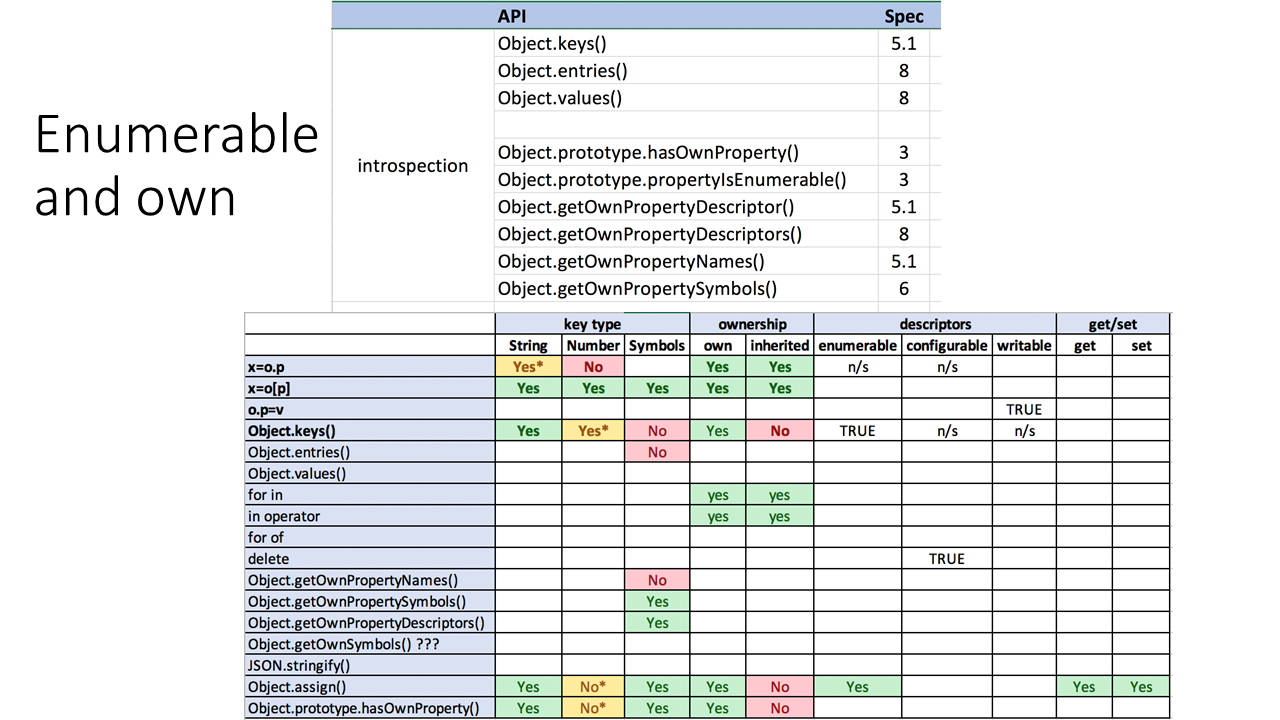 Enumerable
and own
API Spec
introspection
Object.keys() 5.1
Object.entries() 8
Object.values() 8
Object.prototype.hasOwnProperty() 3
Object.prototype.propertyIsEnumerable() 3
Object.getOwnPropertyDescriptor() 5.1
Object.getOwnPropertyDescriptors() 8
Object.getOwnPropertyNames() 5.1
Object.getOwnPropertySymbols() 6
key type ownership descriptors get/set
String Number Symbols own inherited enumerable configurable writable get set
x=o.p Yes* No Yes Yes n/s n/s
x=o[p] Yes Yes Yes Yes Yes
o.p=v TRUE
Object.keys() Yes Yes* No Yes No TRUE n/s n/s
Object.entries() No
Object.values()
for in yes yes
in operator yes yes
for of
delete TRUE
Object.getOwnPropertyNames() No
Object.getOwnPropertySymbols() Yes
Object.getOwnPropertyDescriptors() Yes
Object.getOwnSymbols() ???
JSON.stringify()
Object.assign() Yes No* Yes Yes No Yes Yes Yes
Object.prototype.hasOwnProperty() Yes No* Yes Yes No